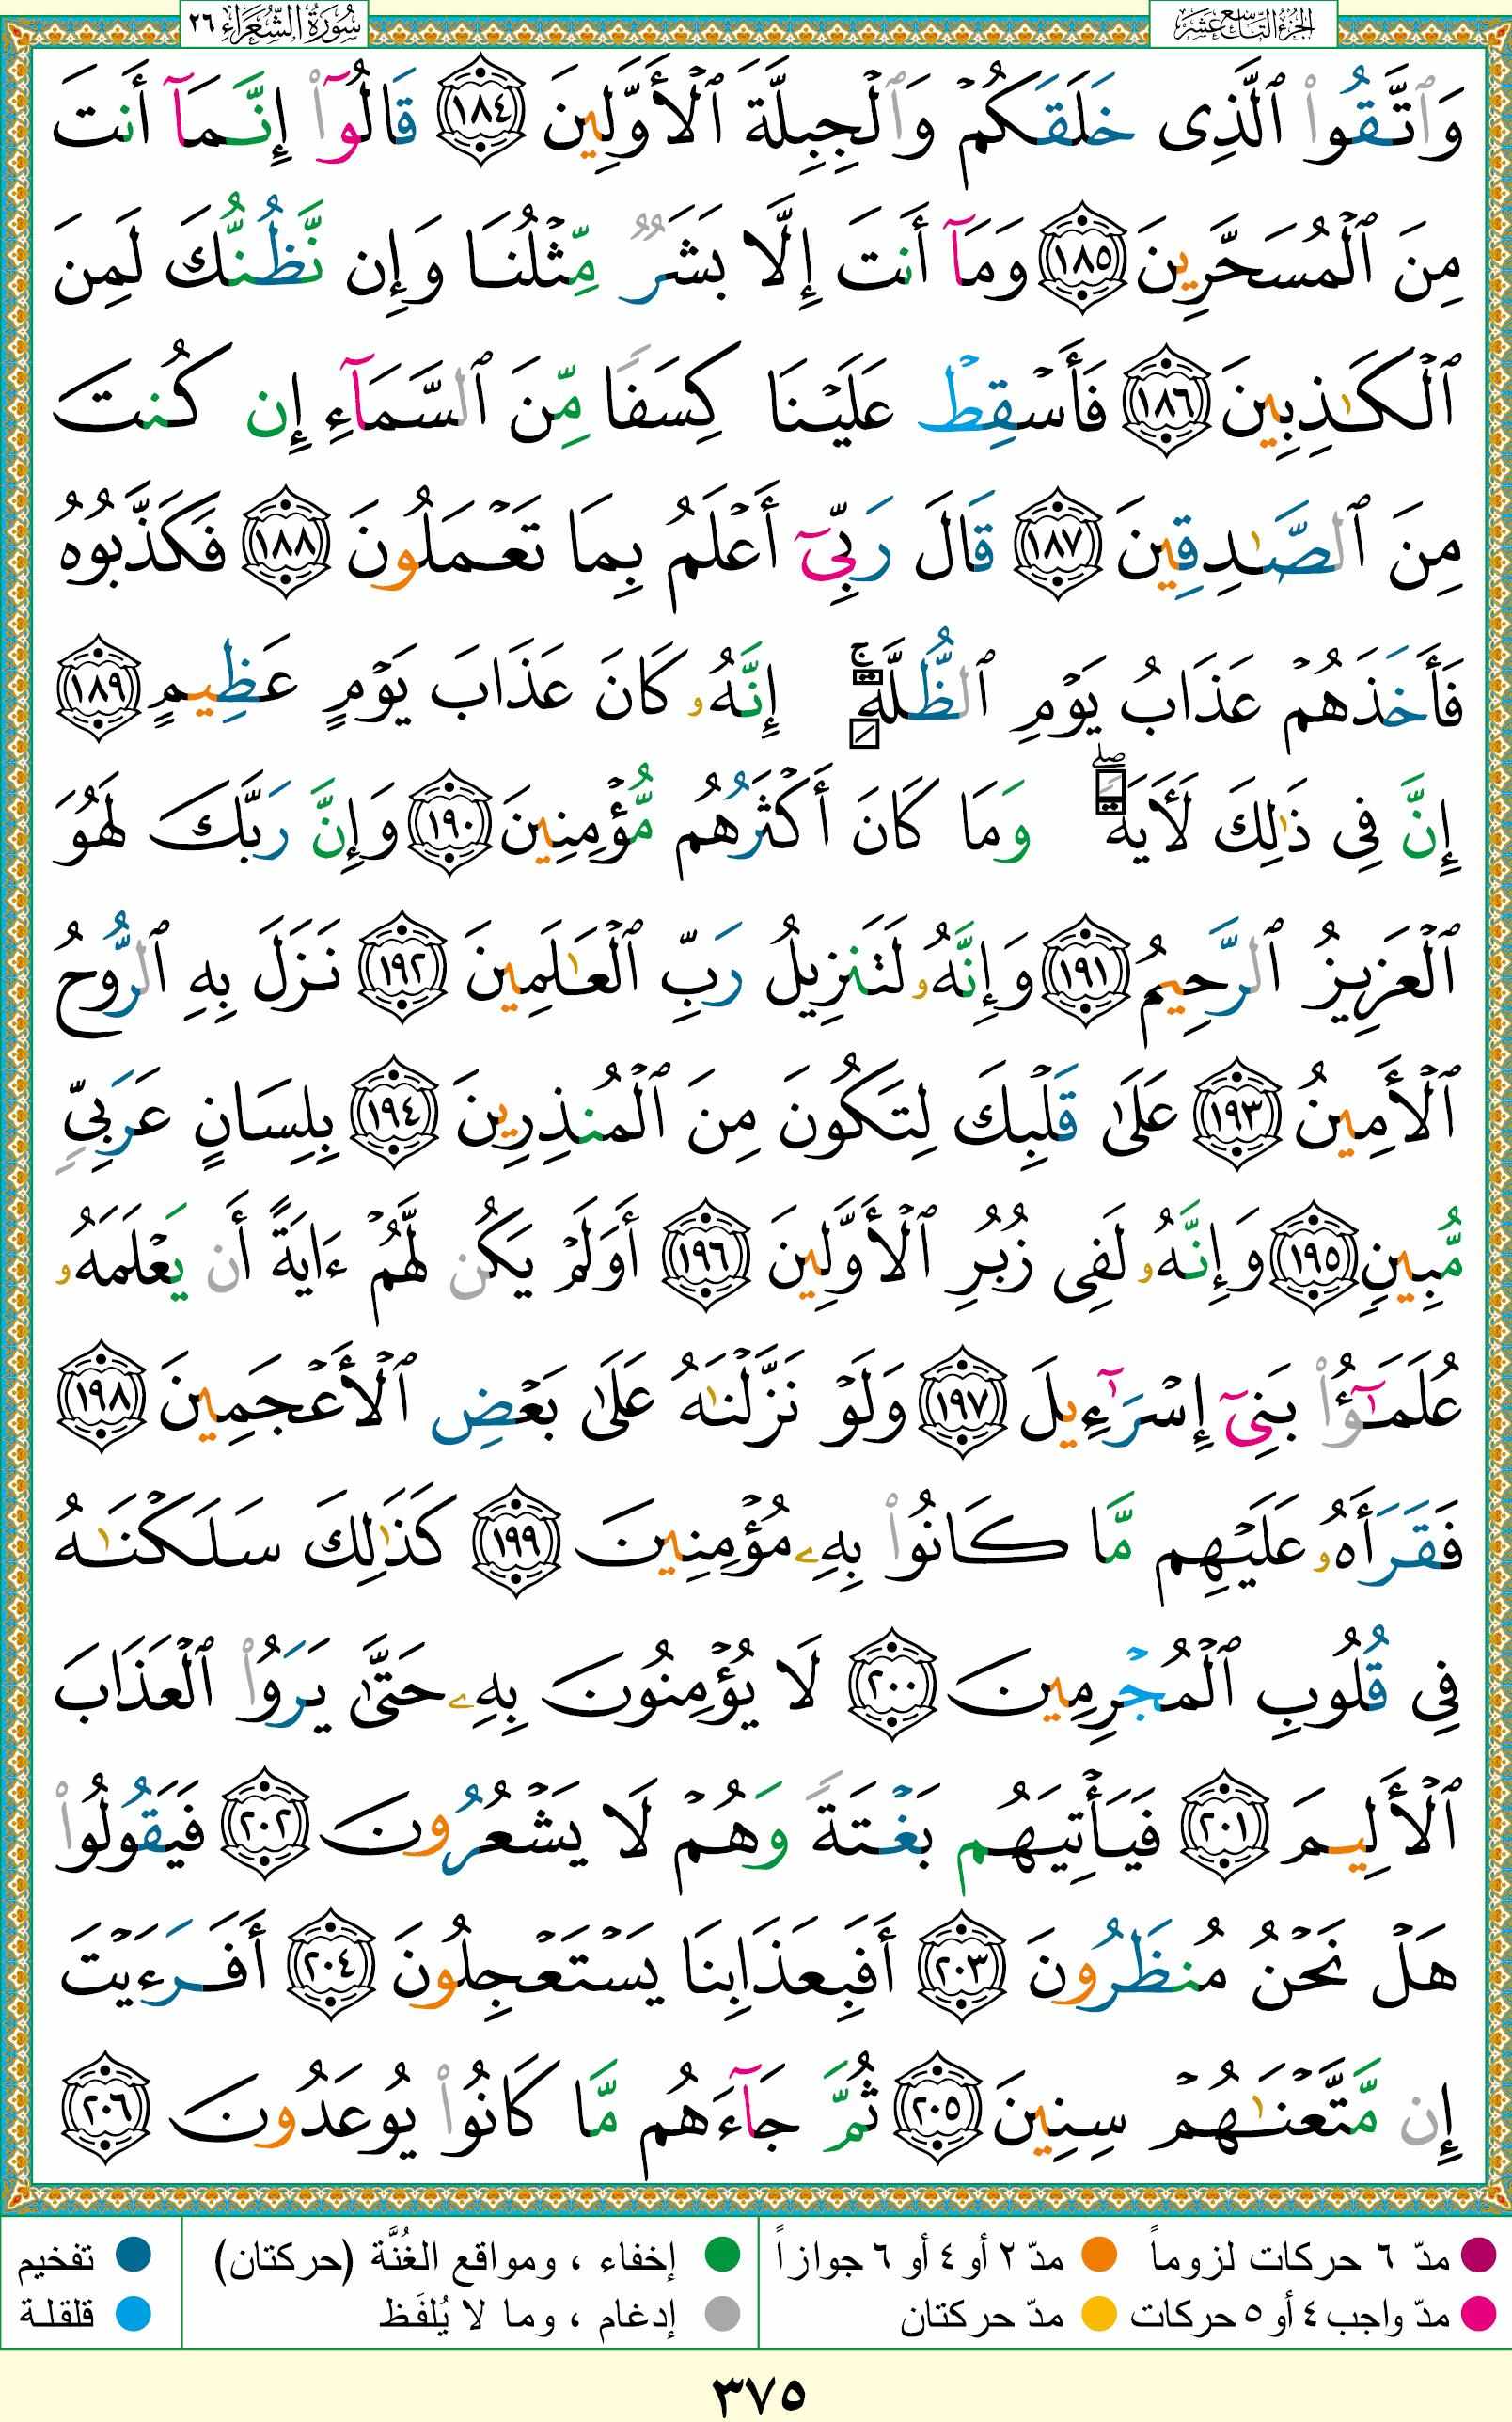 الجزء التاسع عشر
سورة الشعراء ٢٦
وَٱتَّقُوا۟ ٱلَّذِى خَلَقَكُمْ وَٱلْجِبِلَّةَ ٱلْأَوَّلِينَ ١٨٤ قَالُوٓا۟ إِنَّمَآ أَنتَ
مِنَ ٱلْمُسَحَّرِينَ ١٨٥ وَمَآ أَنتَ إِلَّا بَشَرٌ مِّثْلُنَا وَإِن نَّظُنُّكَ لَمِنَ
ٱلْكَٰذِبِينَ ١٨٦ فَأَسْقِطْ عَلَيْنَا كِسَفًا مِّنَ ٱلسَّمَآءِ إِن كُنتَ
مِنَ ٱلصَّٰدِقِينَ ١٨٧ قَالَ رَبِّىٓ أَعْلَمُ بِمَا تَعْمَلُونَ ١٨٨ فَكَذَّبُوهُ
فَأَخَذَهُمْ عَذَابُ يَوْمِ ٱلظُّلَّةِ ۚ إِنَّهُۥ كَانَ عَذَابَ يَوْمٍ عَظِيمٍ ١٨٩
إِنَّ فِى ذَٰلِكَ لَءَايَةً ۖ وَمَا كَانَ أَكْثَرُهُم مُّؤْمِنِينَ ١٩٠ وَإِنَّ رَبَّكَ لَهُوَ
ٱلْعَزِيزُ ٱلرَّحِيمُ ١٩١ وَإِنَّهُۥ لَتَنزِيلُ رَبِّ ٱلْعَٰلَمِينَ ١٩٢ نَزَلَ بِهِ ٱلرُّوحُ
ٱلْأَمِينُ ١٩٣ عَلَىٰ قَلْبِكَ لِتَكُونَ مِنَ ٱلْمُنذِرِينَ ١٩٤ بِلِسَانٍ عَرَبِىٍّ
مُّبِينٍ ١٩٥ وَإِنَّهُۥ لَفِى زُبُرِ ٱلْأَوَّلِينَ ١٩٦ أَوَلَمْ يَكُن لَّهُمْ ءَايَةً أَن يَعْلَمَهُۥ
عُلَمَٰٓؤُا۟ بَنِىٓ إِسْرَٰٓءِيلَ ١٩٧ وَلَوْ نَزَّلْنَٰهُ عَلَىٰ بَعْضِ ٱلْأَعْجَمِينَ ١٩٨
فَقَرَأَهُۥ عَلَيْهِم مَّا كَانُوا۟ بِهِۦ مُؤْمِنِينَ ١٩٩ كَذَٰلِكَ سَلَكْنَٰهُ
فِى قُلُوبِ ٱلْمُجْرِمِينَ ٢٠٠ لَا يُؤْمِنُونَ بِهِۦ حَتَّىٰ يَرَوُا۟ ٱلْعَذَابَ
ٱلْأَلِيمَ ٢٠١ فَيَأْتِيَهُم بَغْتَةً وَهُمْ لَا يَشْعُرُونَ ٢٠٢ فَيَقُولُوا۟
هَلْ نَحْنُ مُنظَرُونَ ٢٠٣ أَفَبِعَذَابِنَا يَسْتَعْجِلُونَ ٢٠٤ أَفَرَءَيْتَ
إِن مَّتَّعْنَٰهُمْ سِنِينَ ٢٠٥ ثُمَّ جَآءَهُم مَّا كَانُوا۟ يُوعَدُونَ ٢٠٦
مدّ ٦ حركات لزوماً مدّ ٢ أو ٤ أو ٦ جوازاً إخفاء ، ومواقع الغُنَّة (حركتان) تفخيم
مدّ واجب ٤ أو ٥ حركات مدّ حركتان إدغام ، وما لا يُلفَظ قلقلة
٣٧٥